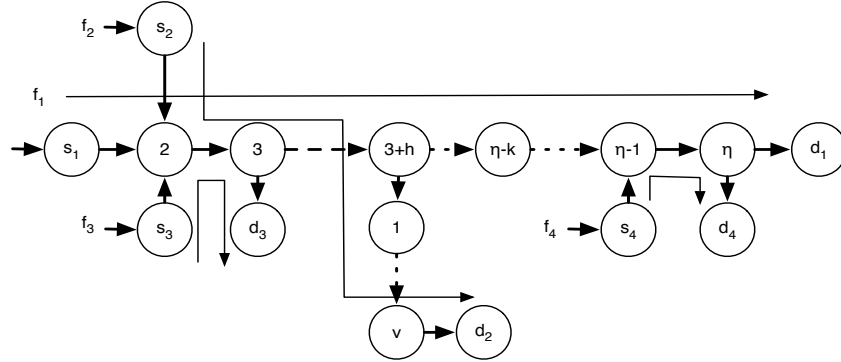 f₂ s₂
f₁
s₁ 2 3 3+h η-k η-1 η d₁
f₃ s₃ d₃ 1 f₄ s₄ d₄
v d₂